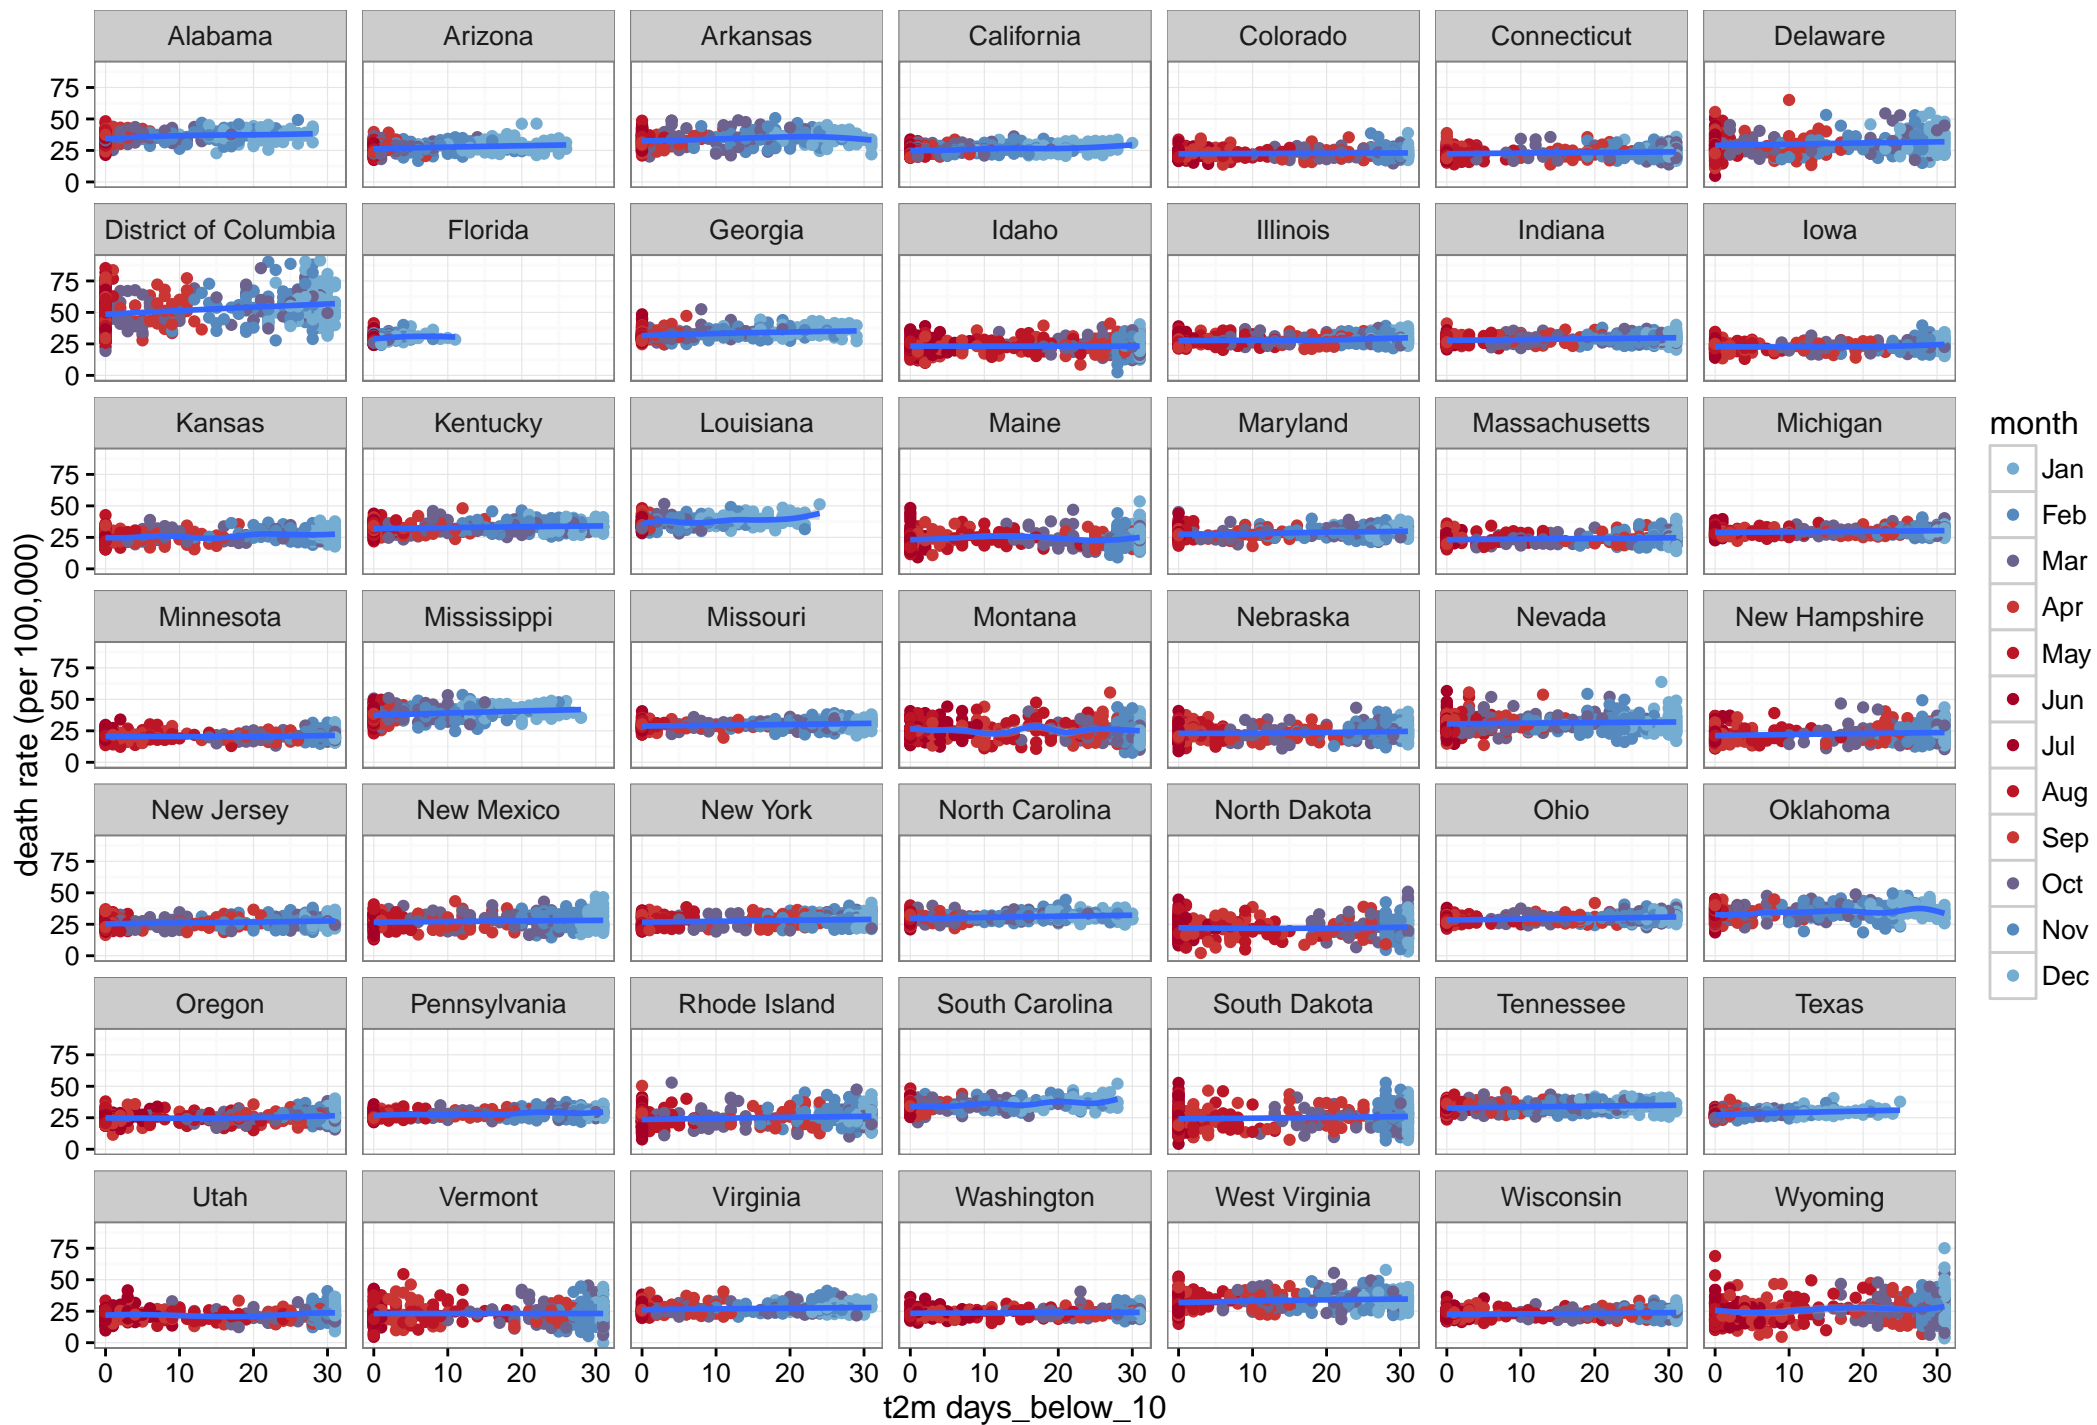 Alabama Arizona Arkansas California Colorado Connecticut Delaware
75
50
25
0
District of Columbia Florida Georgia Idaho Illinois Indiana Iowa
75
50
25
0
Kansas Kentucky Louisiana Maine Maryland Massachusetts Michigan
75
50
25
0
Minnesota Mississippi Missouri Montana Nebraska Nevada New Hampshire
75
50
25
0
New Jersey New Mexico New York North Carolina North Dakota Ohio Oklahoma
75
50
25
0
Oregon Pennsylvania Rhode Island South Carolina South Dakota Tennessee Texas
75
50
25
0
Utah Vermont Virginia Washington West Virginia Wisconsin Wyoming
75
50
25
0
0 10 20 30 0 10 20 30 0 10 20 30 0 10 20 30 0 10 20 30 0 10 20 30 0 10 20 30
t2m days_below_10
death rate (per 100,000)
month
Jan
Feb
Mar
Apr
May
Jun
Jul
Aug
Sep
Oct
Nov
Dec